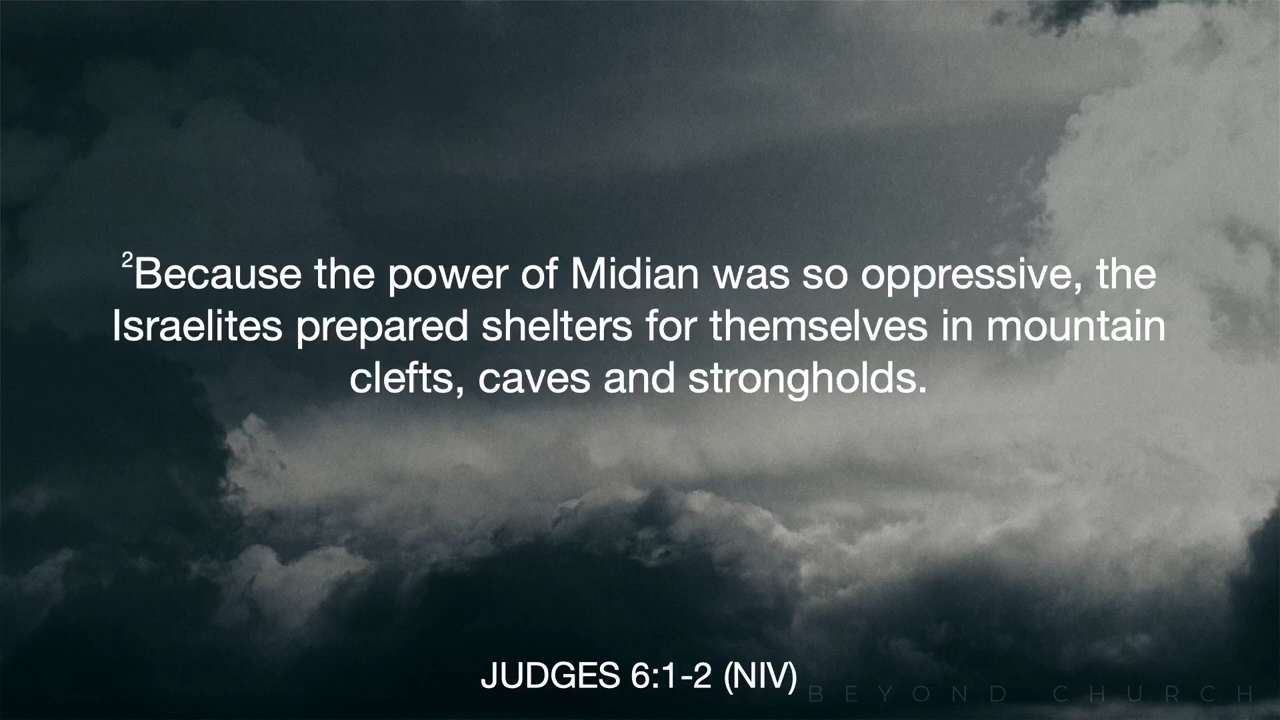 ²Because the power of Midian was so oppressive, the
Israelites prepared shelters for themselves in mountain
clefts, caves and strongholds.
JUDGES 6:1-2 (NIV)
BEYOND CHURCH